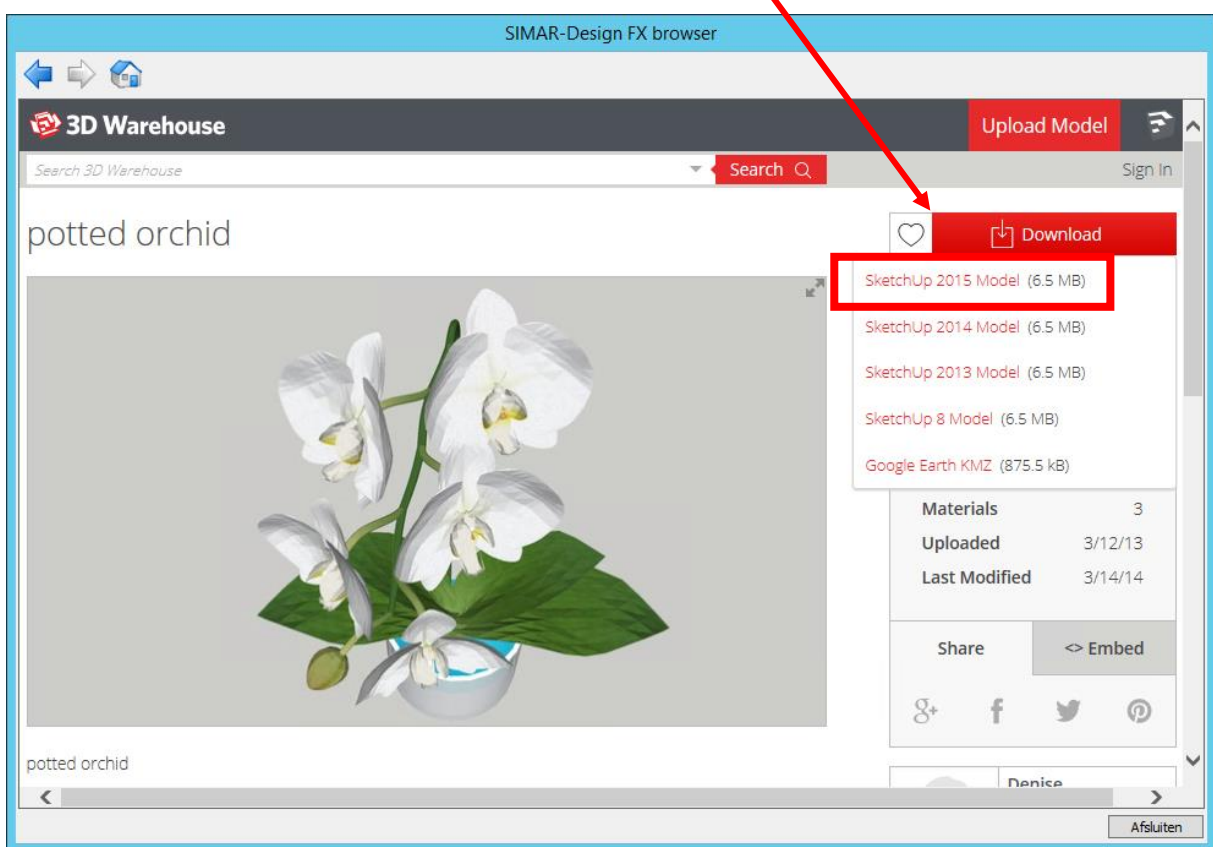 SIMAR-Design FX browser
3D Warehouse
Upload Model
Search 3D Warehouse
Search
Sign In
potted orchid
Download
SketchUp 2015 Model (6.5 MB)
SketchUp 2014 Model (6.5 MB)
SketchUp 2013 Model (6.5 MB)
SketchUp 8 Model (6.5 MB)
Google Earth KMZ (875.5 kB)
Materials 3
Uploaded 3/12/13
Last Modified 3/14/14
Share
<> Embed
potted orchid
Denise
Afsluiten